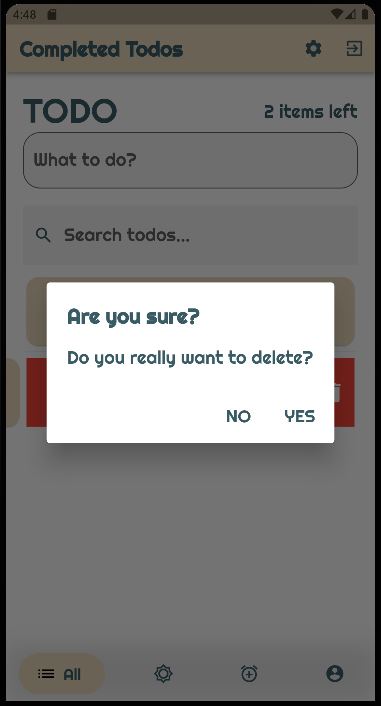 4:48
Completed Todos
TODO
2 items left
What to do?
Search todos...
Are you sure?
Do you really want to delete?
NO YES
All